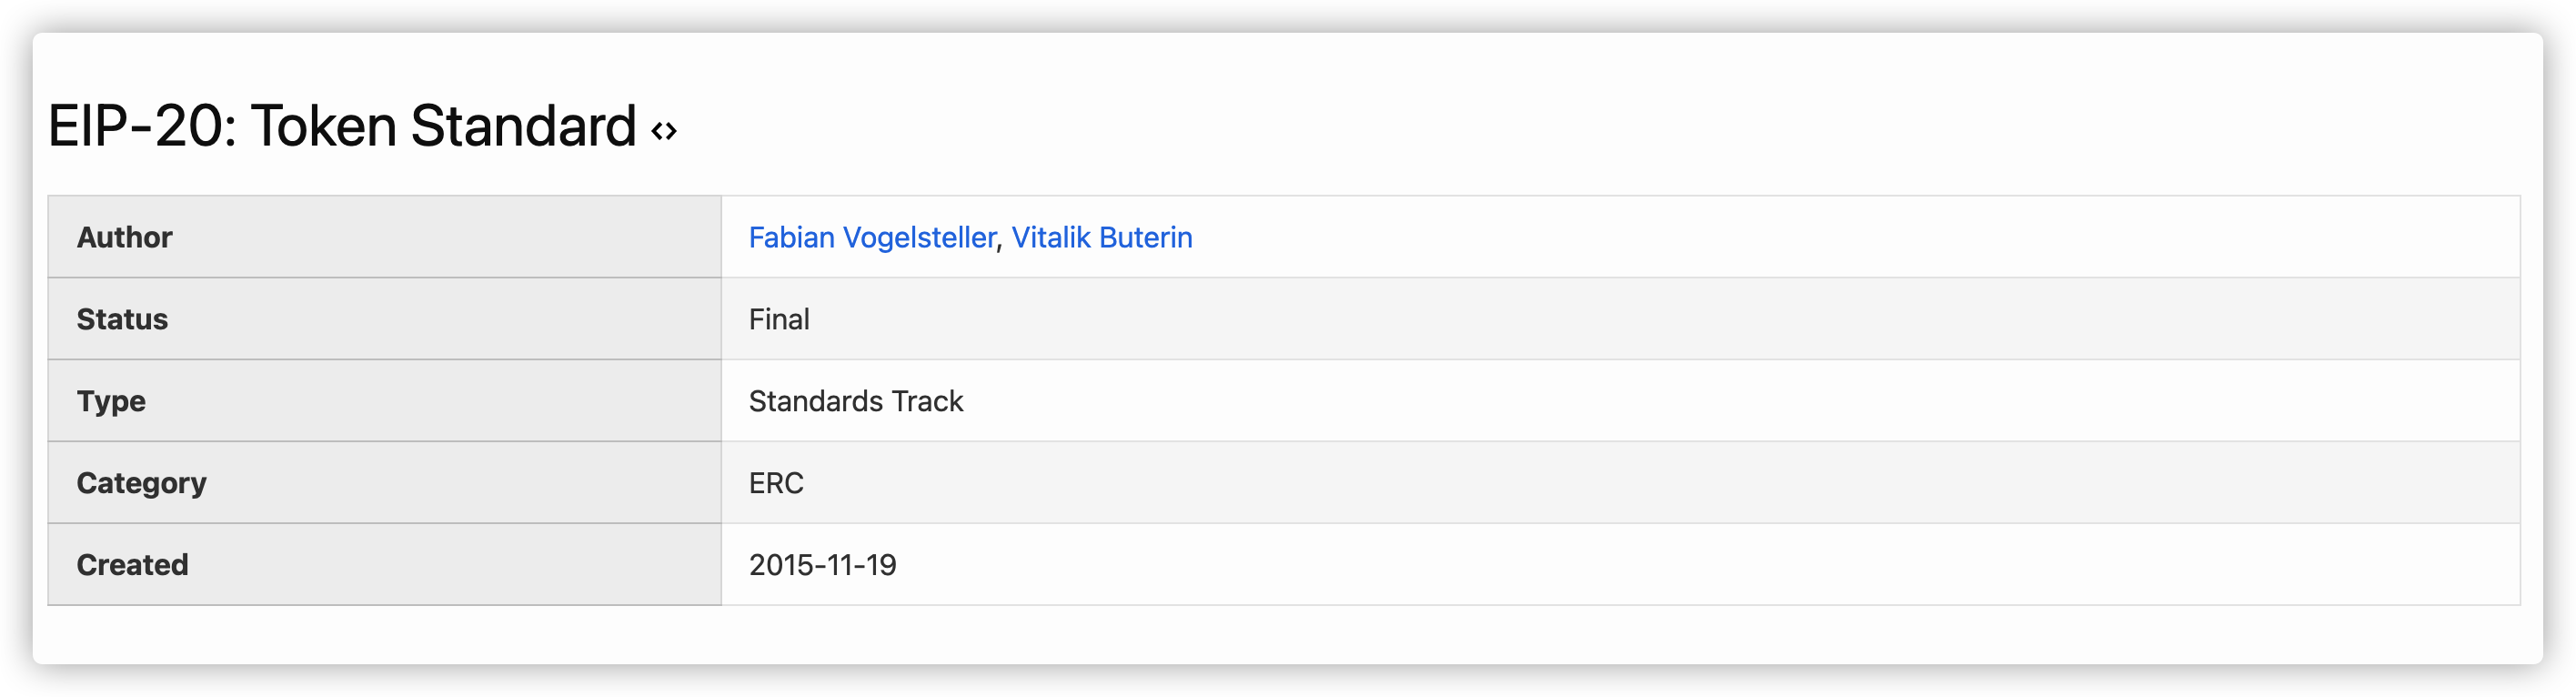 EIP-20: Token Standard <>
Author Fabian Vogelsteller, Vitalik Buterin
Status Final
Type Standards Track
Category ERC
Created 2015-11-19